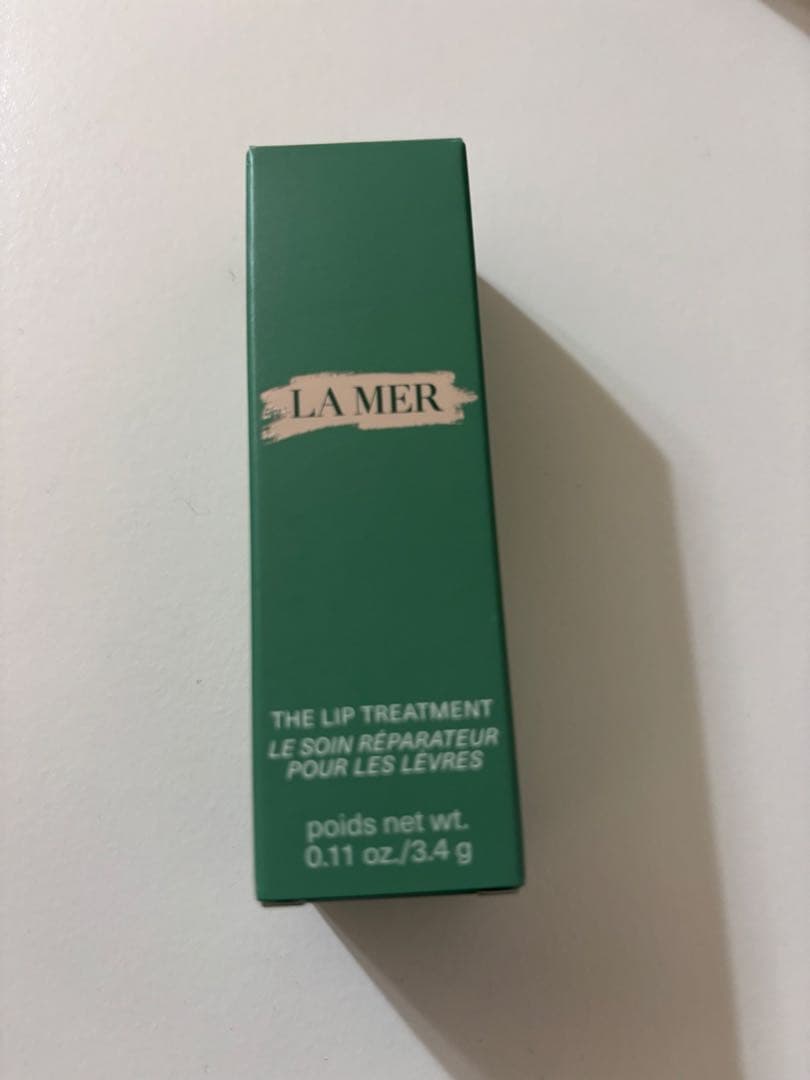 LA MER
THE LIP TREATMENT
LE SOIN RÉPARATEUR
POUR LES LÈVRES
poids net wt.
0.11 oz./3.4 g